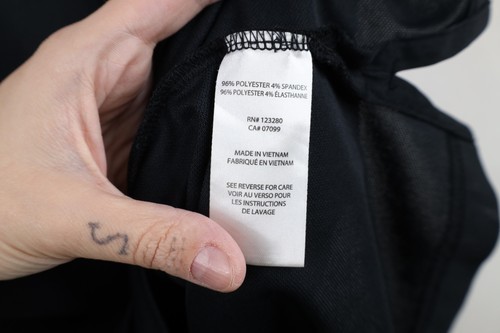 96% POLYESTER 4% SPANDEX
96% POLYESTER 4% ÉLASTHANNE
RN# 123280
CA# 07099
MADE IN VIETNAM
FABRIQUÉ EN VIETNAM
SEE REVERSE FOR CARE
VOIR AU VERSO POUR
LES INSTRUCTIONS
DE LAVAGE